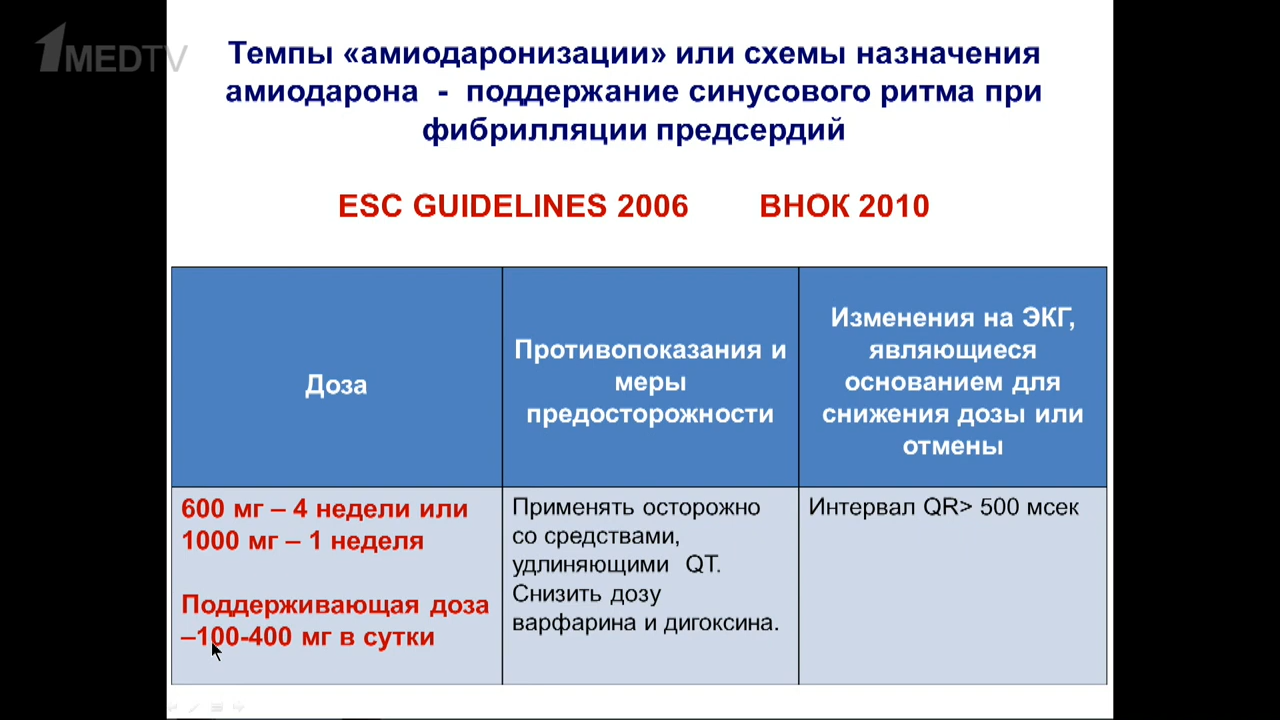 1MEDTV
Темпы «амиодаронизации» или схемы назначения
амиодарона - поддержание синусового ритма при
фибрилляции предсердий
ESC GUIDELINES 2006 ВНОК 2010
Доза
Противопоказания и
меры
предосторожности
Изменения на ЭКГ,
являющиеся
основанием для
снижения дозы или
отмены
600 мг – 4 недели или
1000 мг – 1 неделя
Поддерживающая доза
–100-400 мг в сутки
Применять осторожно
со средствами,
удлиняющими QT.
Снизить дозу
варфарина и дигоксина.
Интервал QR> 500 мсек